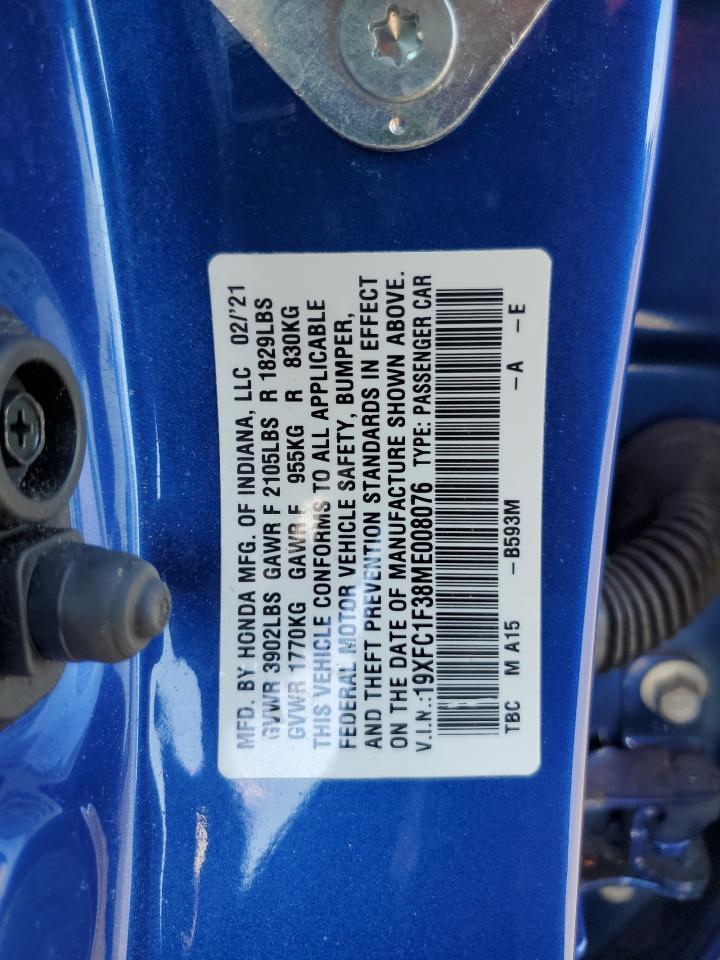 MFD. BY HONDA MFG. OF INDIANA, LLC 02/'21
GVWR 3902LBS GAWR F 2105LBS R 1829LBS
GVWR 1770KG GAWR F 955KG R 830KG
THIS VEHICLE CONFORMS TO ALL APPLICABLE
FEDERAL MOTOR VEHICLE SAFETY, BUMPER,
AND THEFT PREVENTION STANDARDS IN EFFECT
ON THE DATE OF MANUFACTURE SHOWN ABOVE.
V.I.N.:19XFC1F38ME008076 TYPE: PASSENGER CAR
TBC M A15 -B593M -A -E